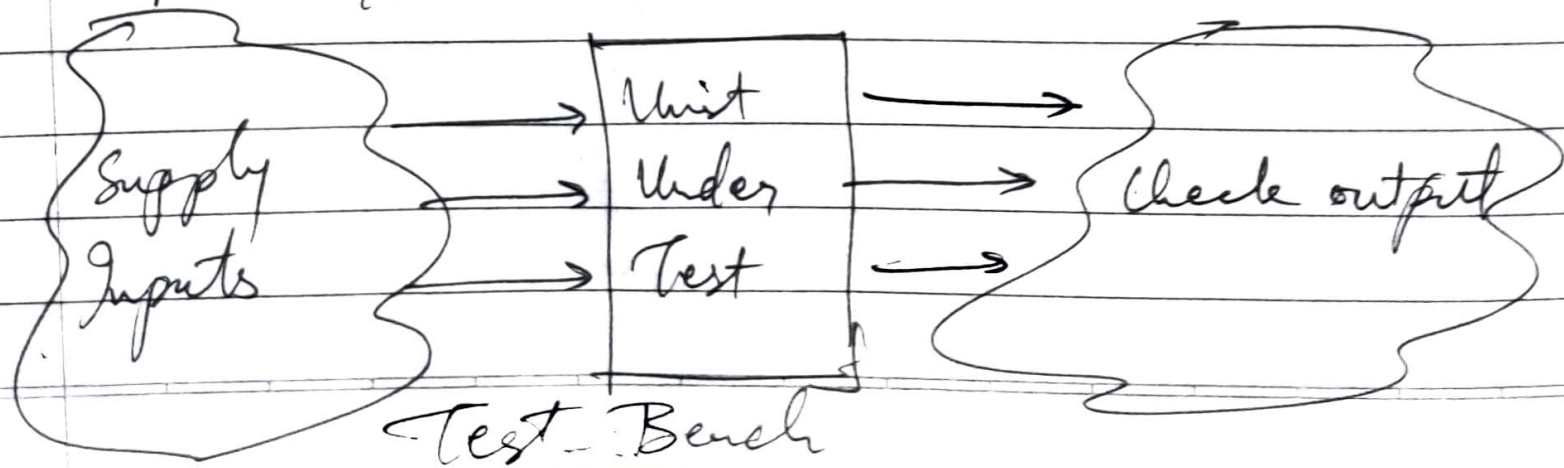 Supply
Inputs
Unit
Under
Test
Check output
Test Bench